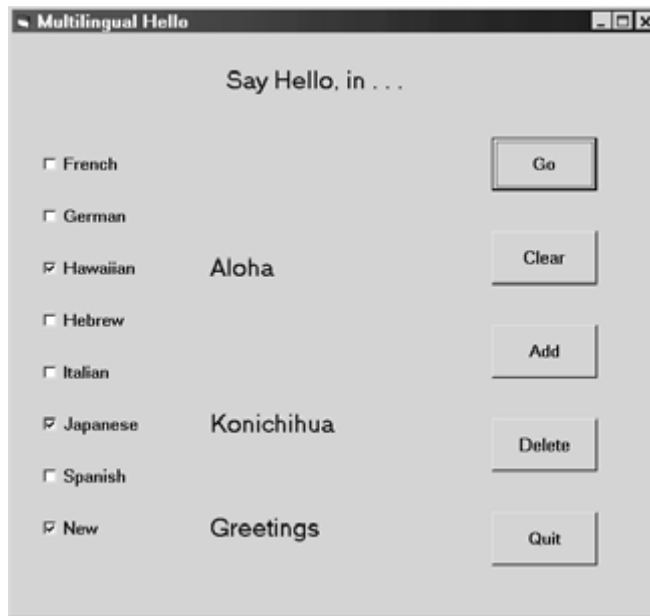 Multilingual Hello
Say Hello, in . . .
French
Go
German
Clear
Hawaiian Aloha
Hebrew
Add
Italian
Japanese Konichihua
Delete
Spanish
New Greetings
Quit